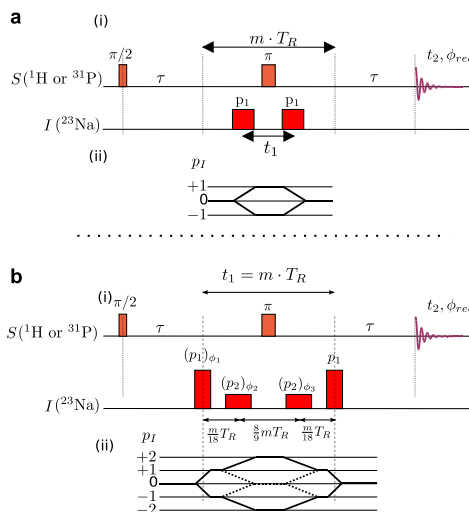 a
(i)
m · T_R
π/2
π
t₂, ϕ_rec
S(¹H or ³¹P)
τ
τ
p₁
p₁
I (²³Na)
t₁
(ii)
p_I
+1
0
−1
b
t₁ = m · T_R
(i)
π/2
π
t₂, ϕ_rec
S(¹H or ³¹P)
τ
τ
(p₁)_ϕ₁
(p₂)_ϕ₂
(p₂)_ϕ₃
p₁
I(²³Na)
m/18 T_R
8/9 mT_R
m/18 T_R
(ii)
p_I
+2
+1
0
−1
−2